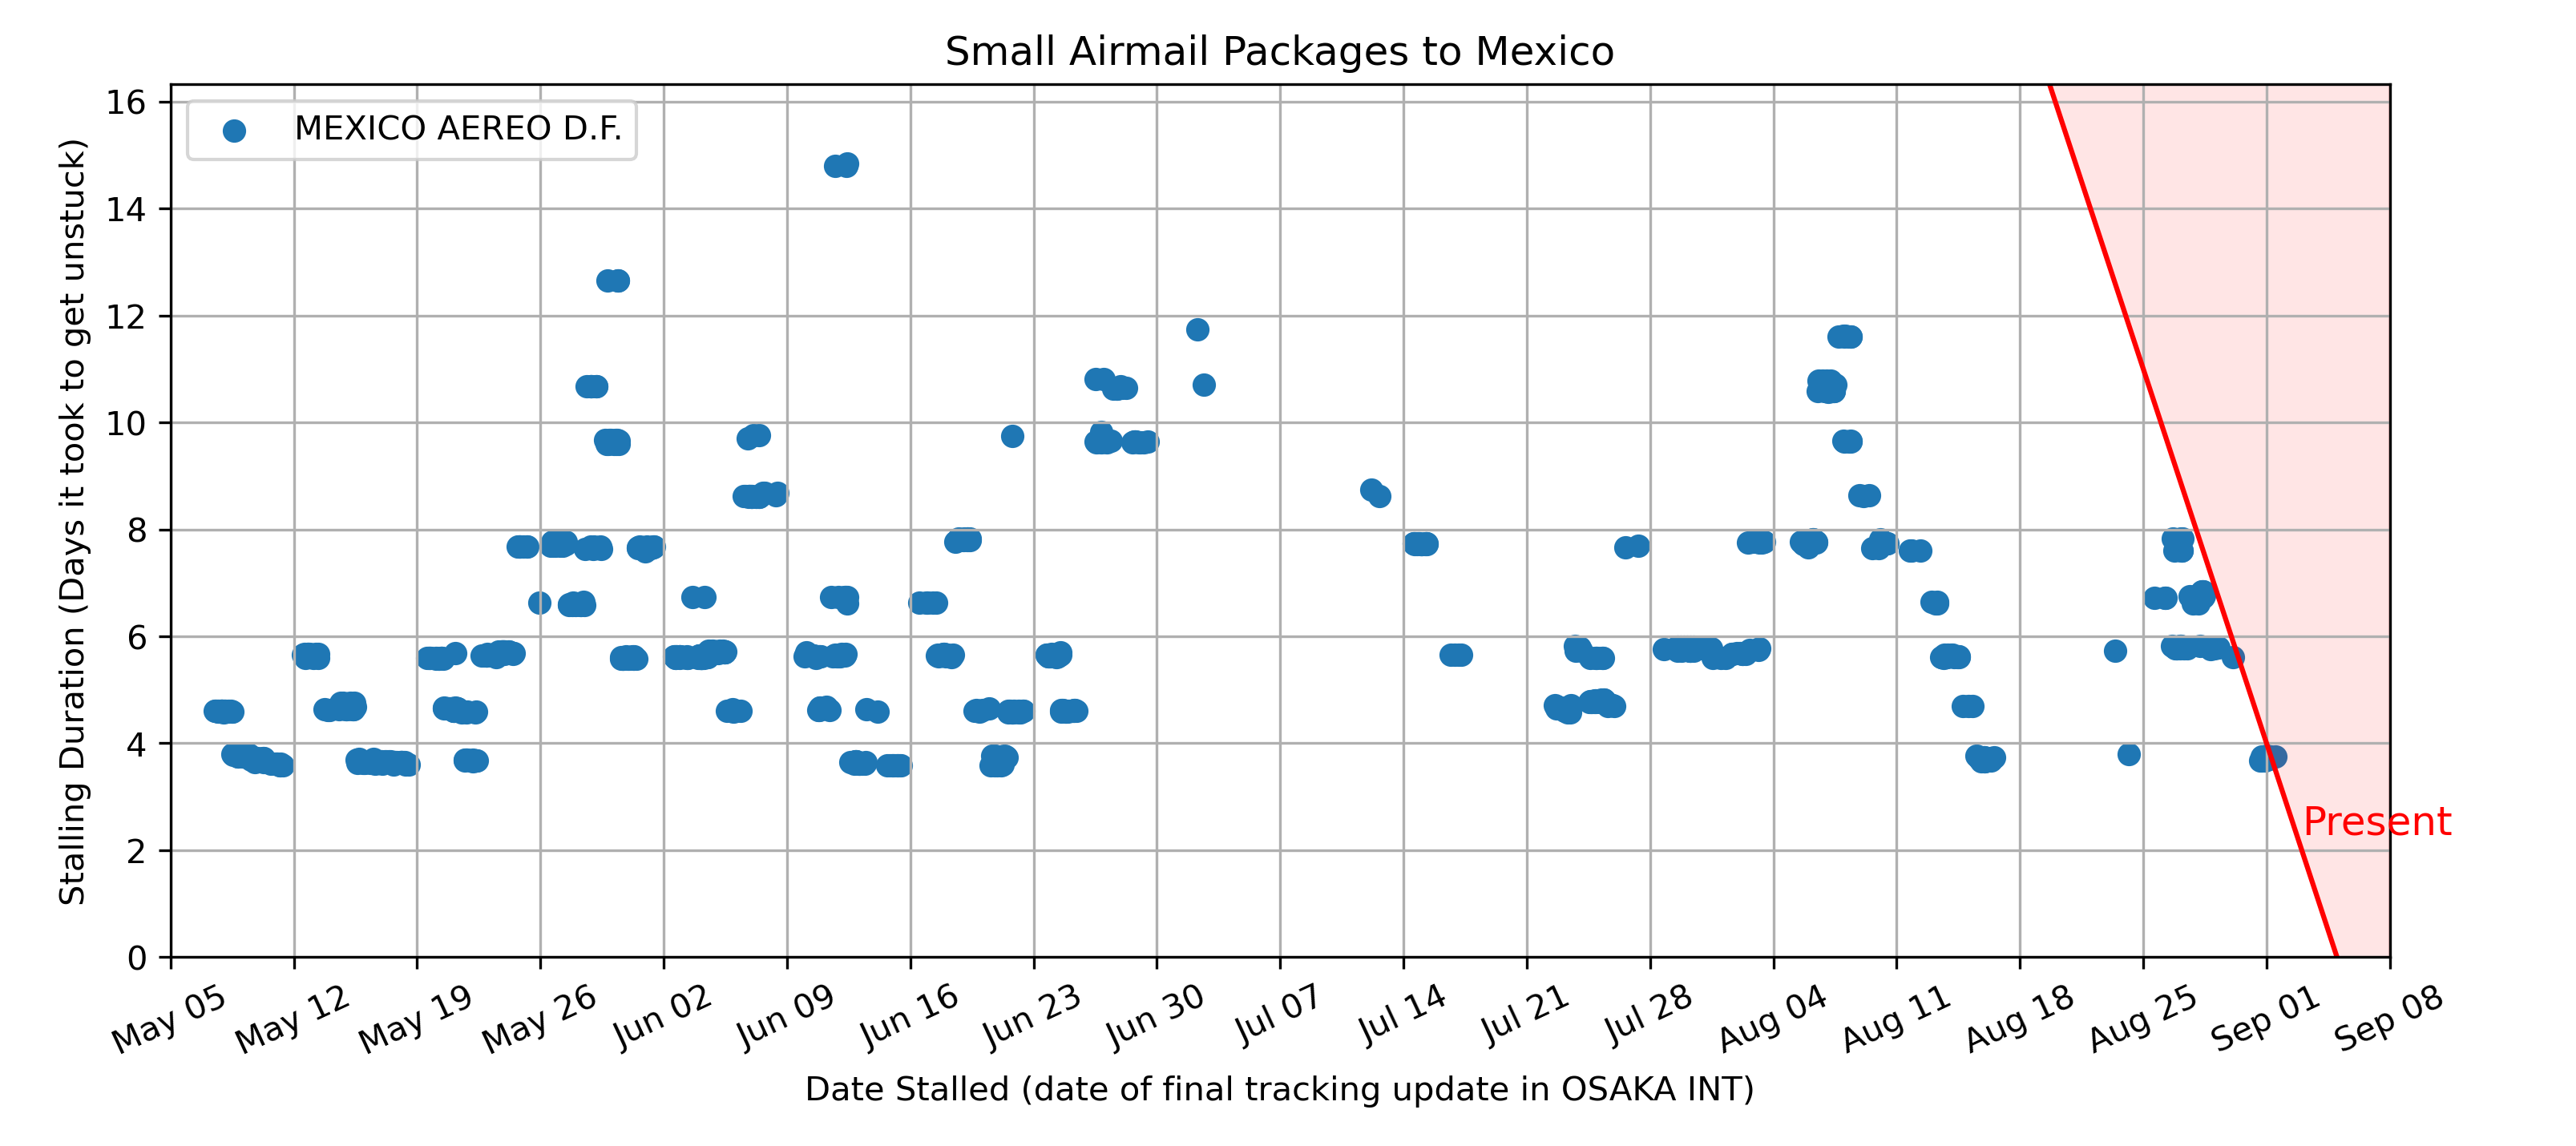 Small Airmail Packages to Mexico
MEXICO AEREO D.F.
Stalling Duration (Days it took to get unstuck)
16
14
12
10
8
6
4
2
0
Present
May 05 May 12 May 19 May 26 Jun 02 Jun 09 Jun 16 Jun 23 Jun 30 Jul 07 Jul 14 Jul 21 Jul 28 Aug 04 Aug 11 Aug 18 Aug 25 Sep 01 Sep 08
Date Stalled (date of final tracking update in OSAKA INT)